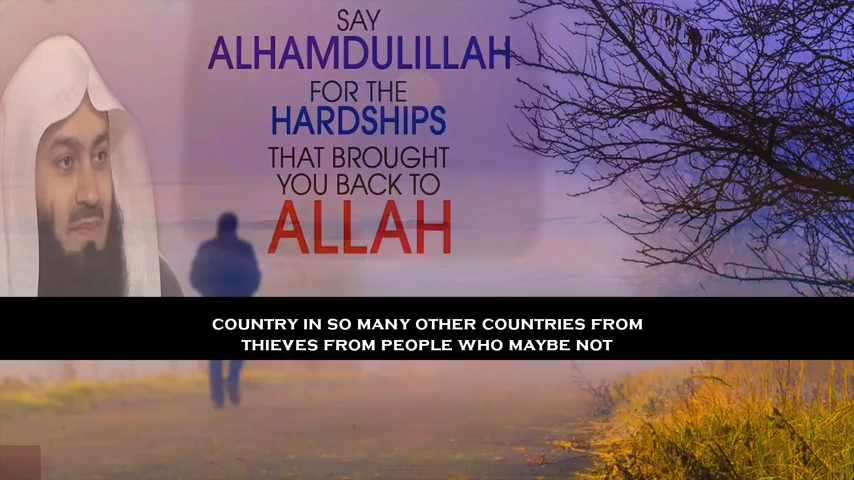 SAY
ALHAMDULILLAH
FOR THE
HARDSHIPS
THAT BROUGHT
YOU BACK TO
ALLAH
COUNTRY IN SO MANY OTHER COUNTRIES FROM
THIEVES FROM PEOPLE WHO MAYBE NOT